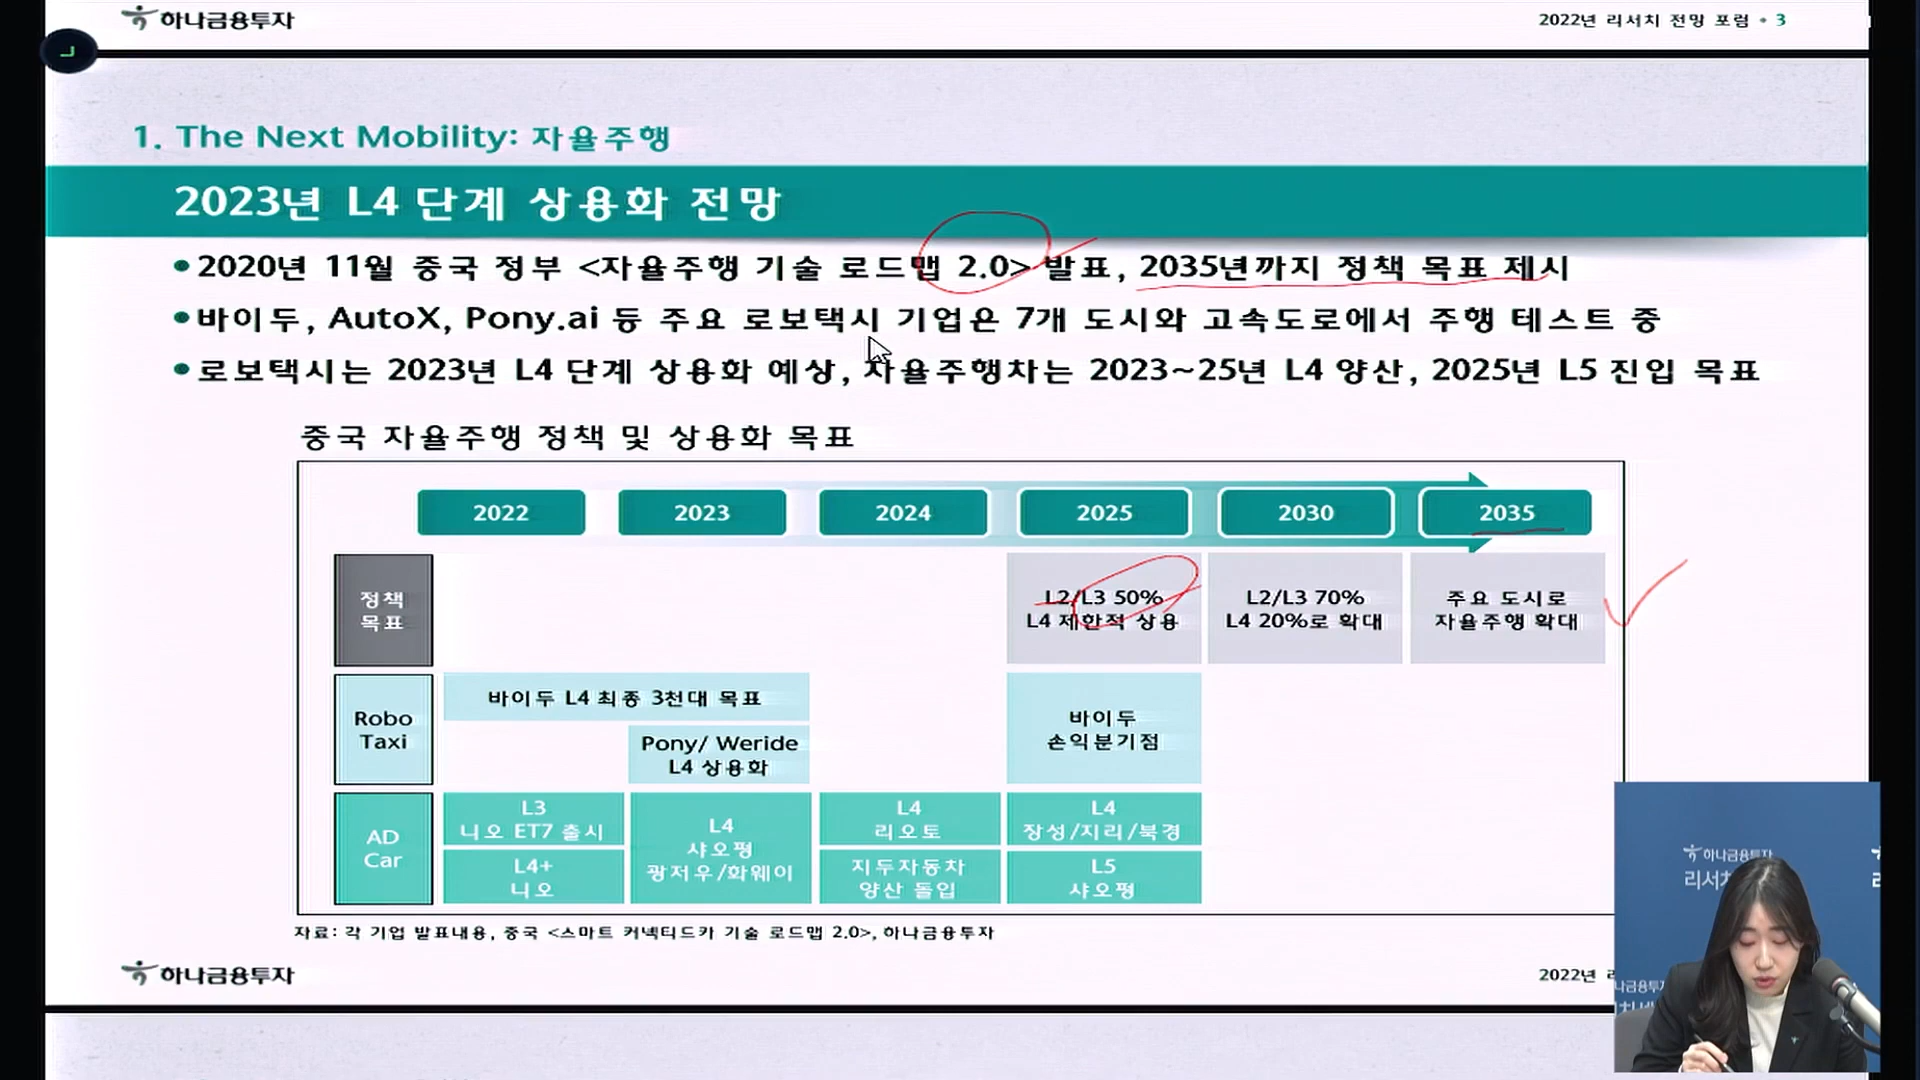 하나금융투자
2022년 리서치 전망 포럼 • 3
1. The Next Mobility: 자율주행
2023년 L4 단계 상용화 전망
•2020년 11월 중국 정부 <자율주행 기술 로드맵 2.0> 발표, 2035년까지 정책 목표 제시
•바이두, AutoX, Pony.ai 등 주요 로보택시 기업은 7개 도시와 고속도로에서 주행 테스트 중
•로보택시는 2023년 L4 단계 상용화 예상, 자율주행차는 2023~25년 L4 양산, 2025년 L5 진입 목표
중국 자율주행 정책 및 상용화 목표
2022 2023 2024 2025 2030 2035
정책
목표
L2/L3 50%
L4 제한적 상용
L2/L3 70%
L4 20%로 확대
주요 도시로
자율주행 확대
Robo
Taxi
바이두 L4 최종 3천대 목표
Pony/ Weride
L4 상용화
바이두
손익분기점
AD
Car
L3
니오 ET7 출시
L4+
니오
L4
샤오펑
광저우/화웨이
L4
리오토
지두자동차
양산 돌입
L4
장성/지리/북경
L5
샤오펑
자료: 각 기업 발표내용, 중국 <스마트 커넥티드카 기술 로드맵 2.0>, 하나금융투자
하나금융투자
2022년
하나금융투자